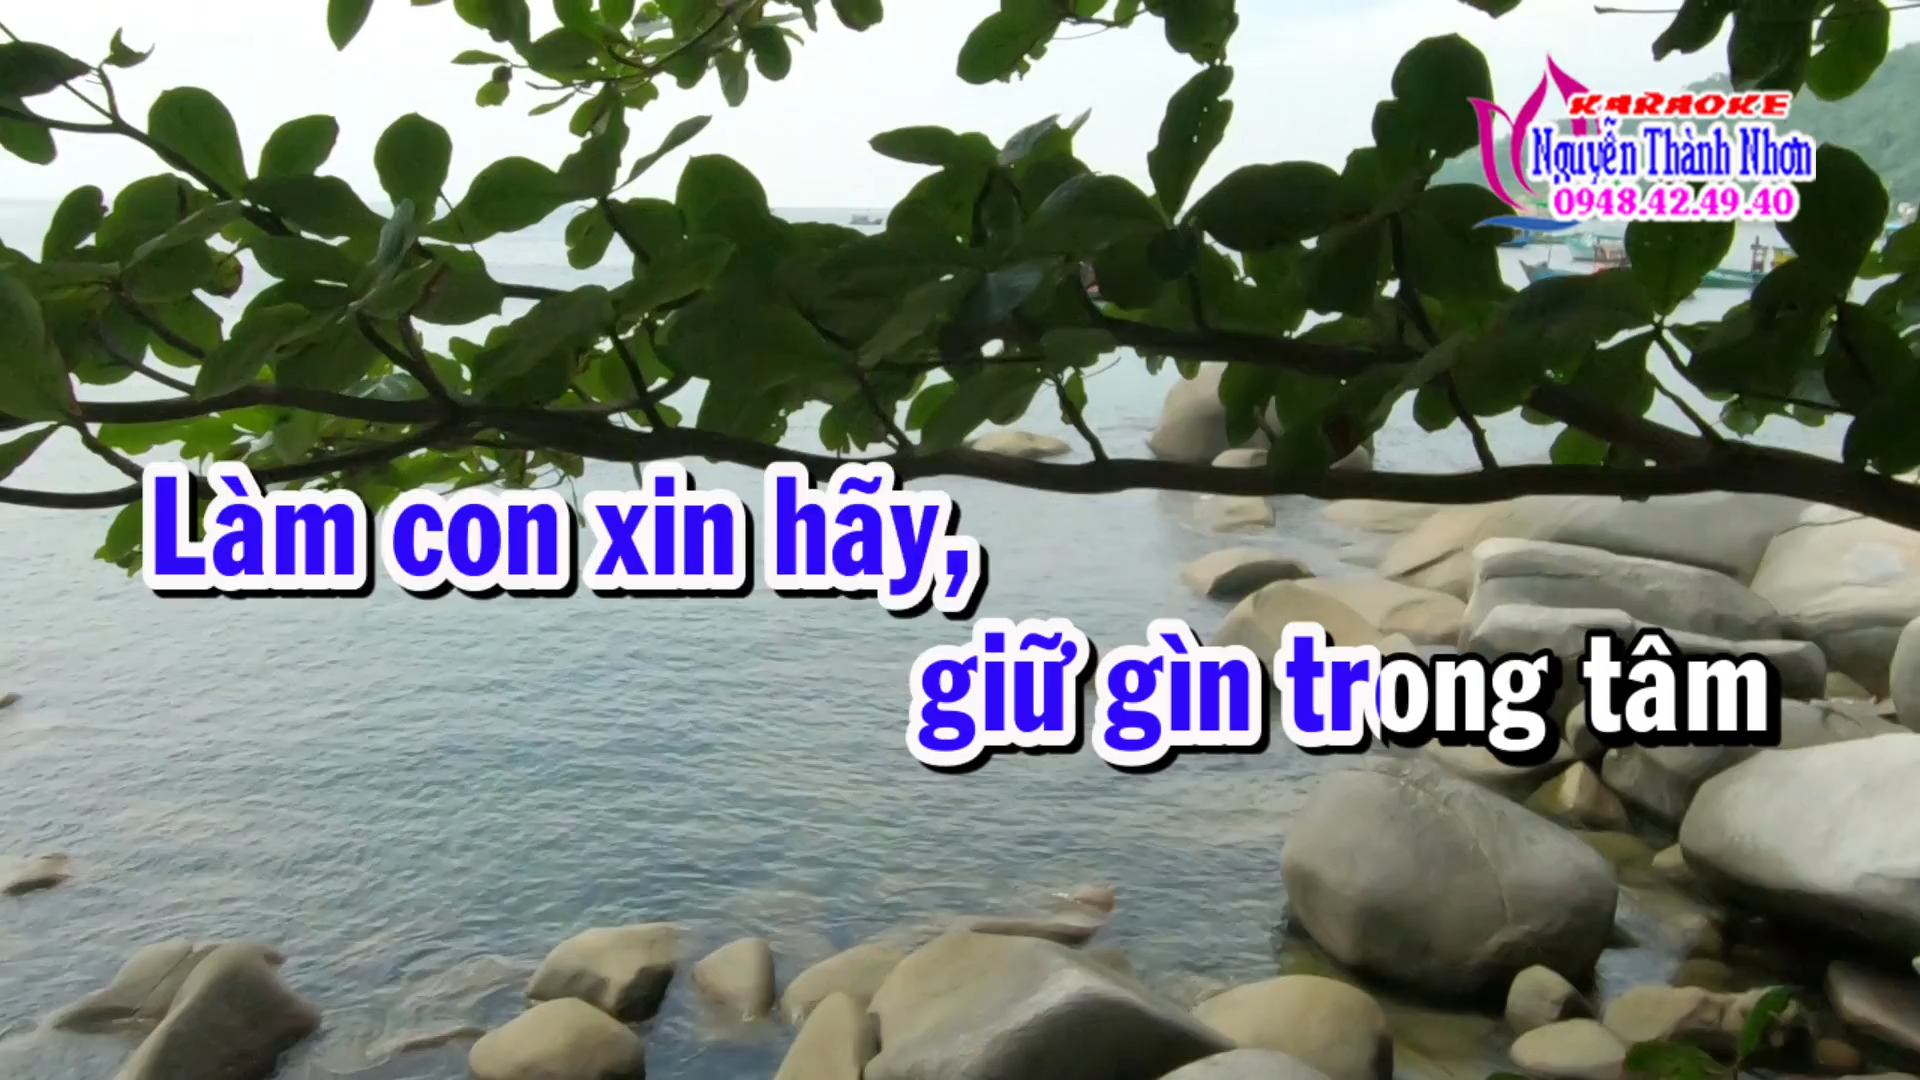 KARAOKE
Nguyễn Thành Nhơn
0948.42.49.40
Làm con xin hãy,
giữ gìn trong tâm